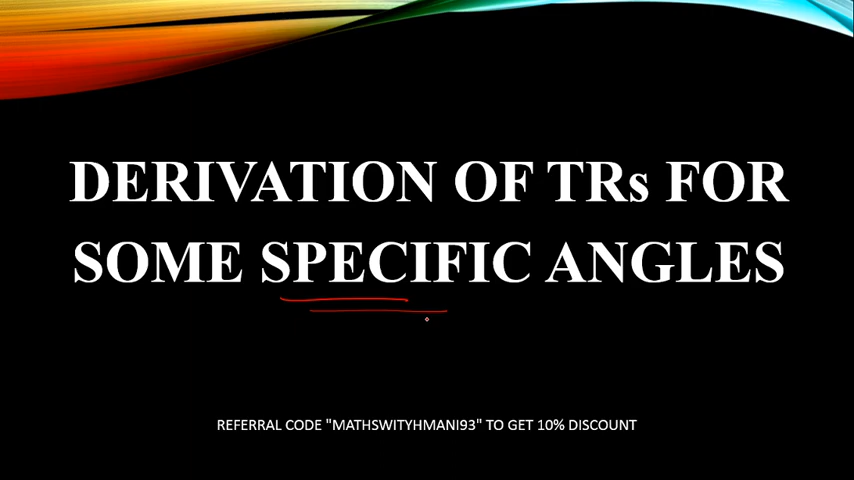 DERIVATION OF TRs FOR
SOME SPECIFIC ANGLES
REFERRAL CODE "MATHSWITYHMANI93" TO GET 10% DISCOUNT